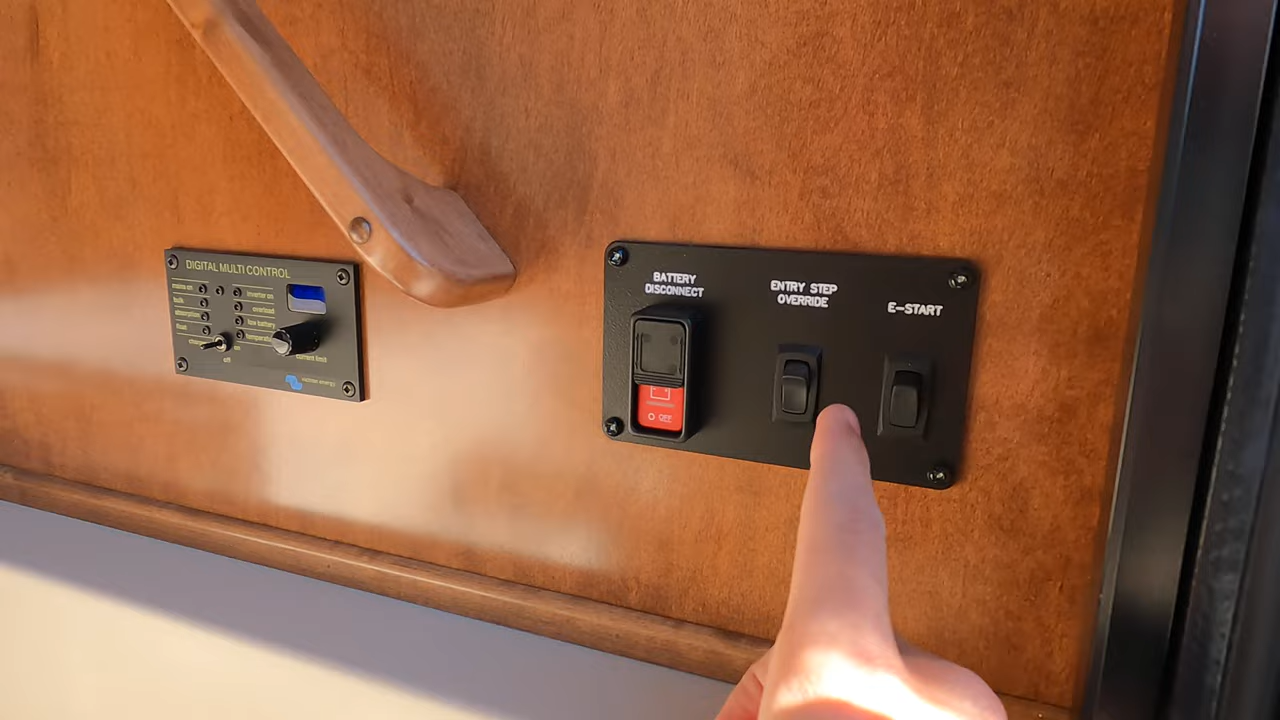 DIGITAL MULTI CONTROL
mains on
inverter on
bulk
overload
absorption
low battery
float
temperature
charger
on
off
current limit
victron energy
BATTERY
DISCONNECT
OFF
ENTRY STEP
OVERRIDE
E-START